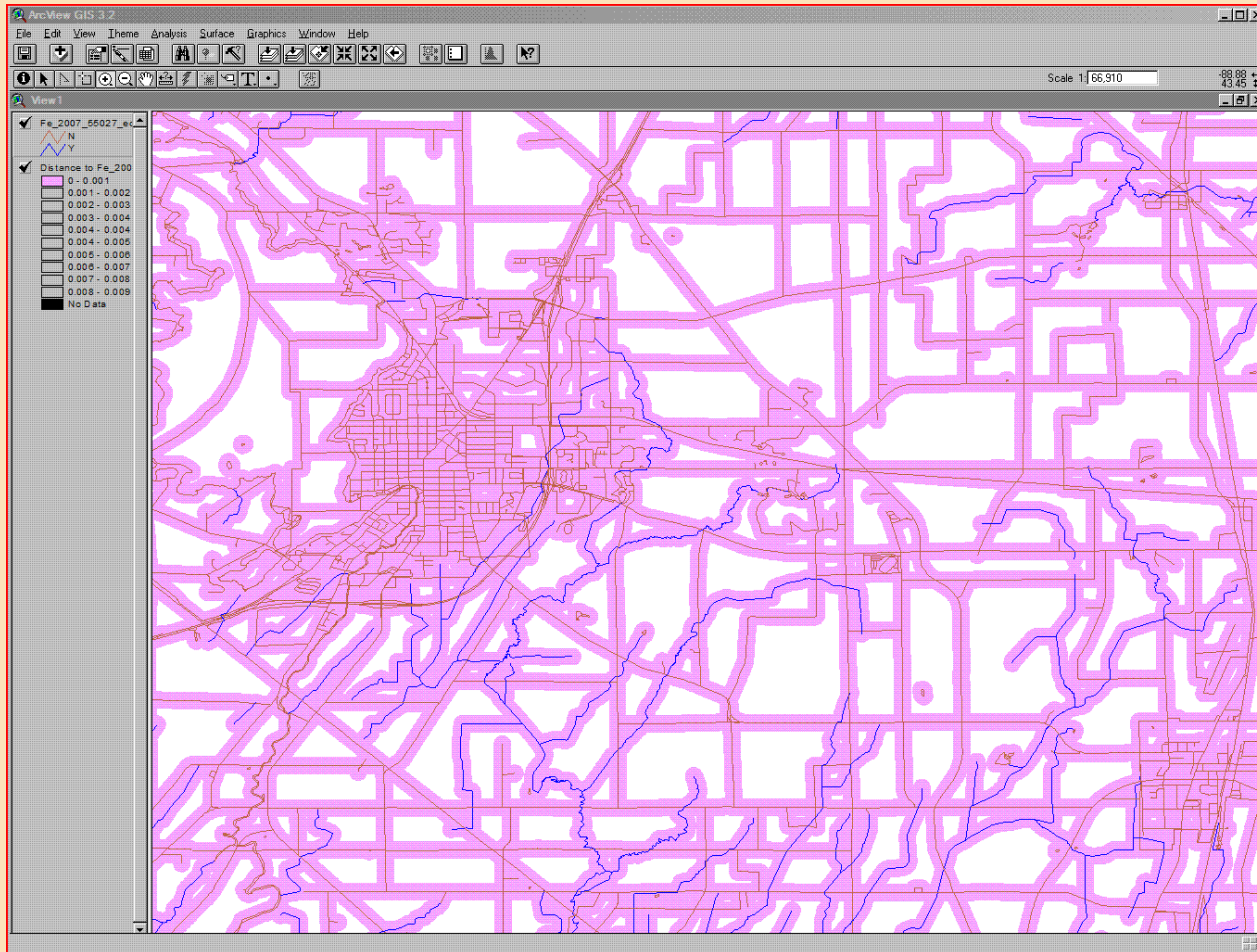 ArcView GIS 3.2
File Edit View Theme Analysis Surface Graphics Window Help
Scale 1: 66,910
-88.88
43.45
View1
Fe_2007_55027_ed
N
Y
Distance to Fe_200
0 - 0.001
0.001 - 0.002
0.002 - 0.003
0.003 - 0.004
0.004 - 0.004
0.004 - 0.005
0.005 - 0.006
0.006 - 0.007
0.007 - 0.008
0.008 - 0.009
No Data